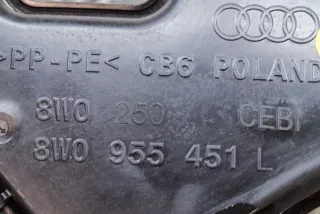 >PP-PE< CB6 POLAND
8W0 250 CEBI
8W0 955 451 L